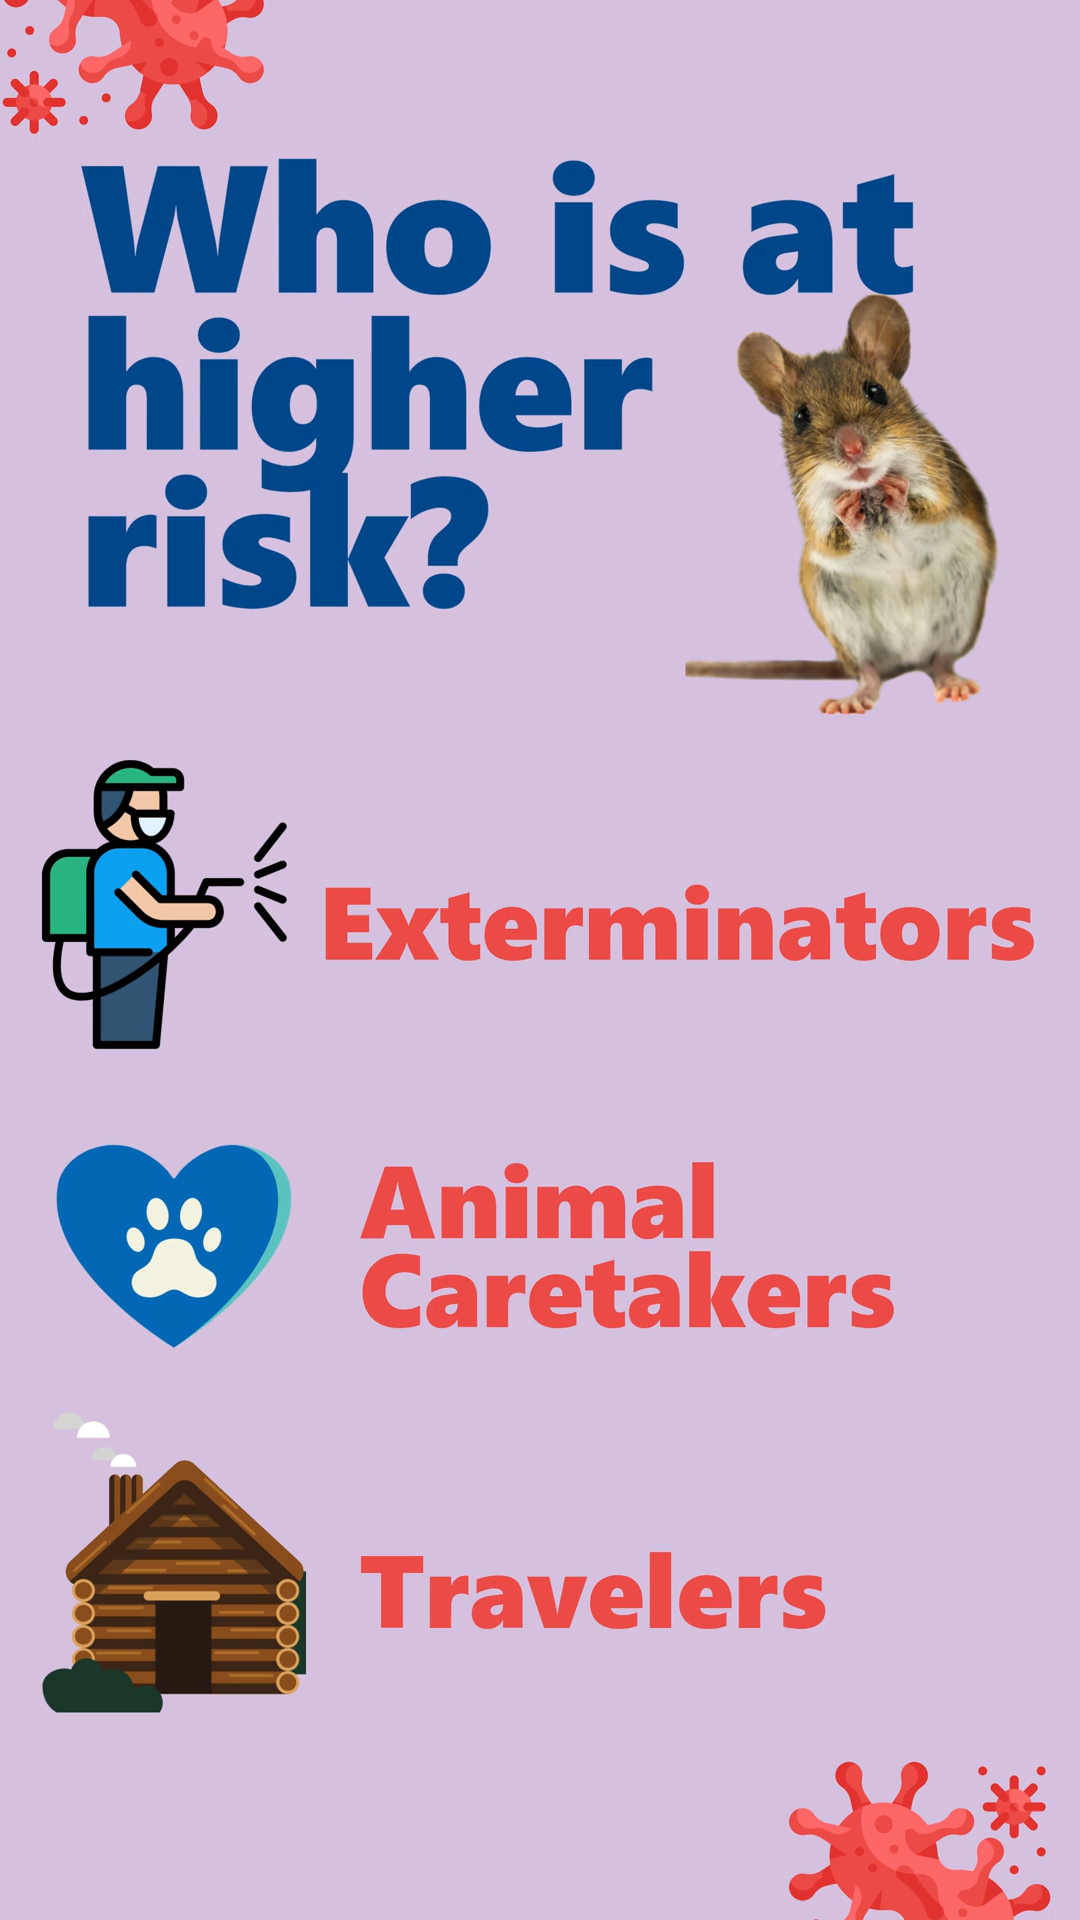 Who is at
higher
risk?
Exterminators
Animal
Caretakers
Travelers